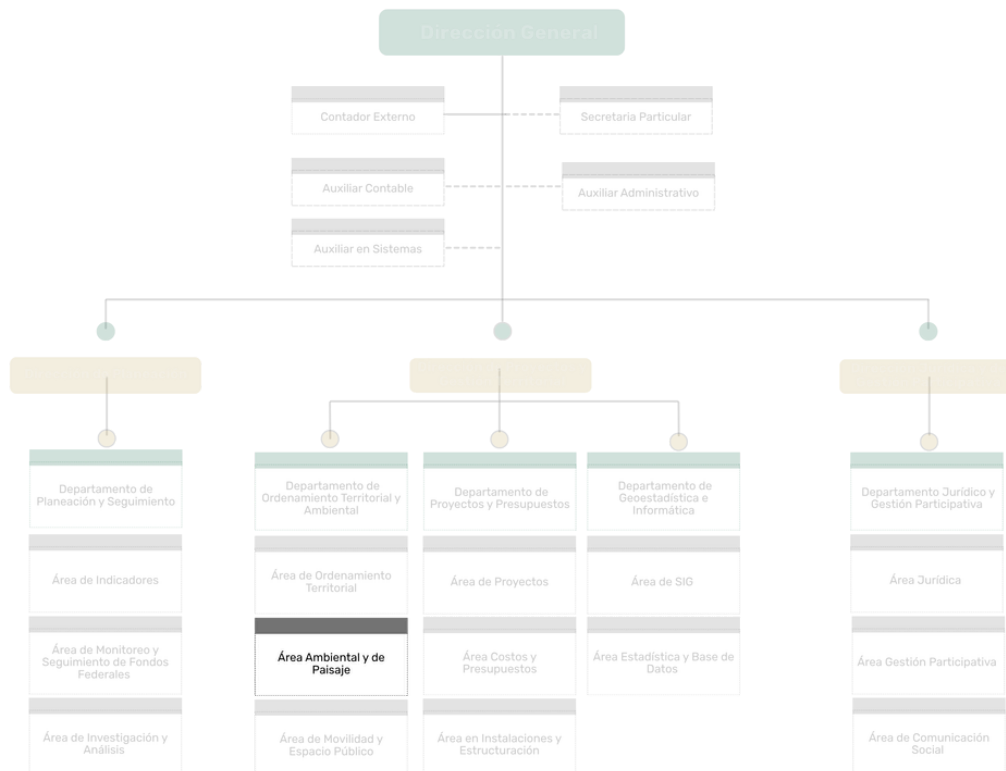 Dirección General
Contador Externo
Secretaria Particular
Auxiliar Contable
Auxiliar Administrativo
Auxiliar en Sistemas
Departamento de
Planeación y Seguimiento
Departamento de
Ordenamiento Territorial y
Ambiental
Departamento de
Proyectos y Presupuestos
Departamento de
Geoestadística e
Informática
Departamento Jurídico y
Gestión Participativa
Área de Indicadores
Área de Ordenamiento
Territorial
Área de Proyectos
Área de SIG
Área Jurídica
Área de Monitoreo y
Seguimiento de Fondos
Federales
Área Ambiental y de
Paisaje
Área Costos y
Presupuestos
Área Estadística y Base de
Datos
Área Gestión Participativa
Área de Investigación y
Análisis
Área de Movilidad y
Espacio Público
Área en Instalaciones y
Estructuración
Área de Comunicación
Social